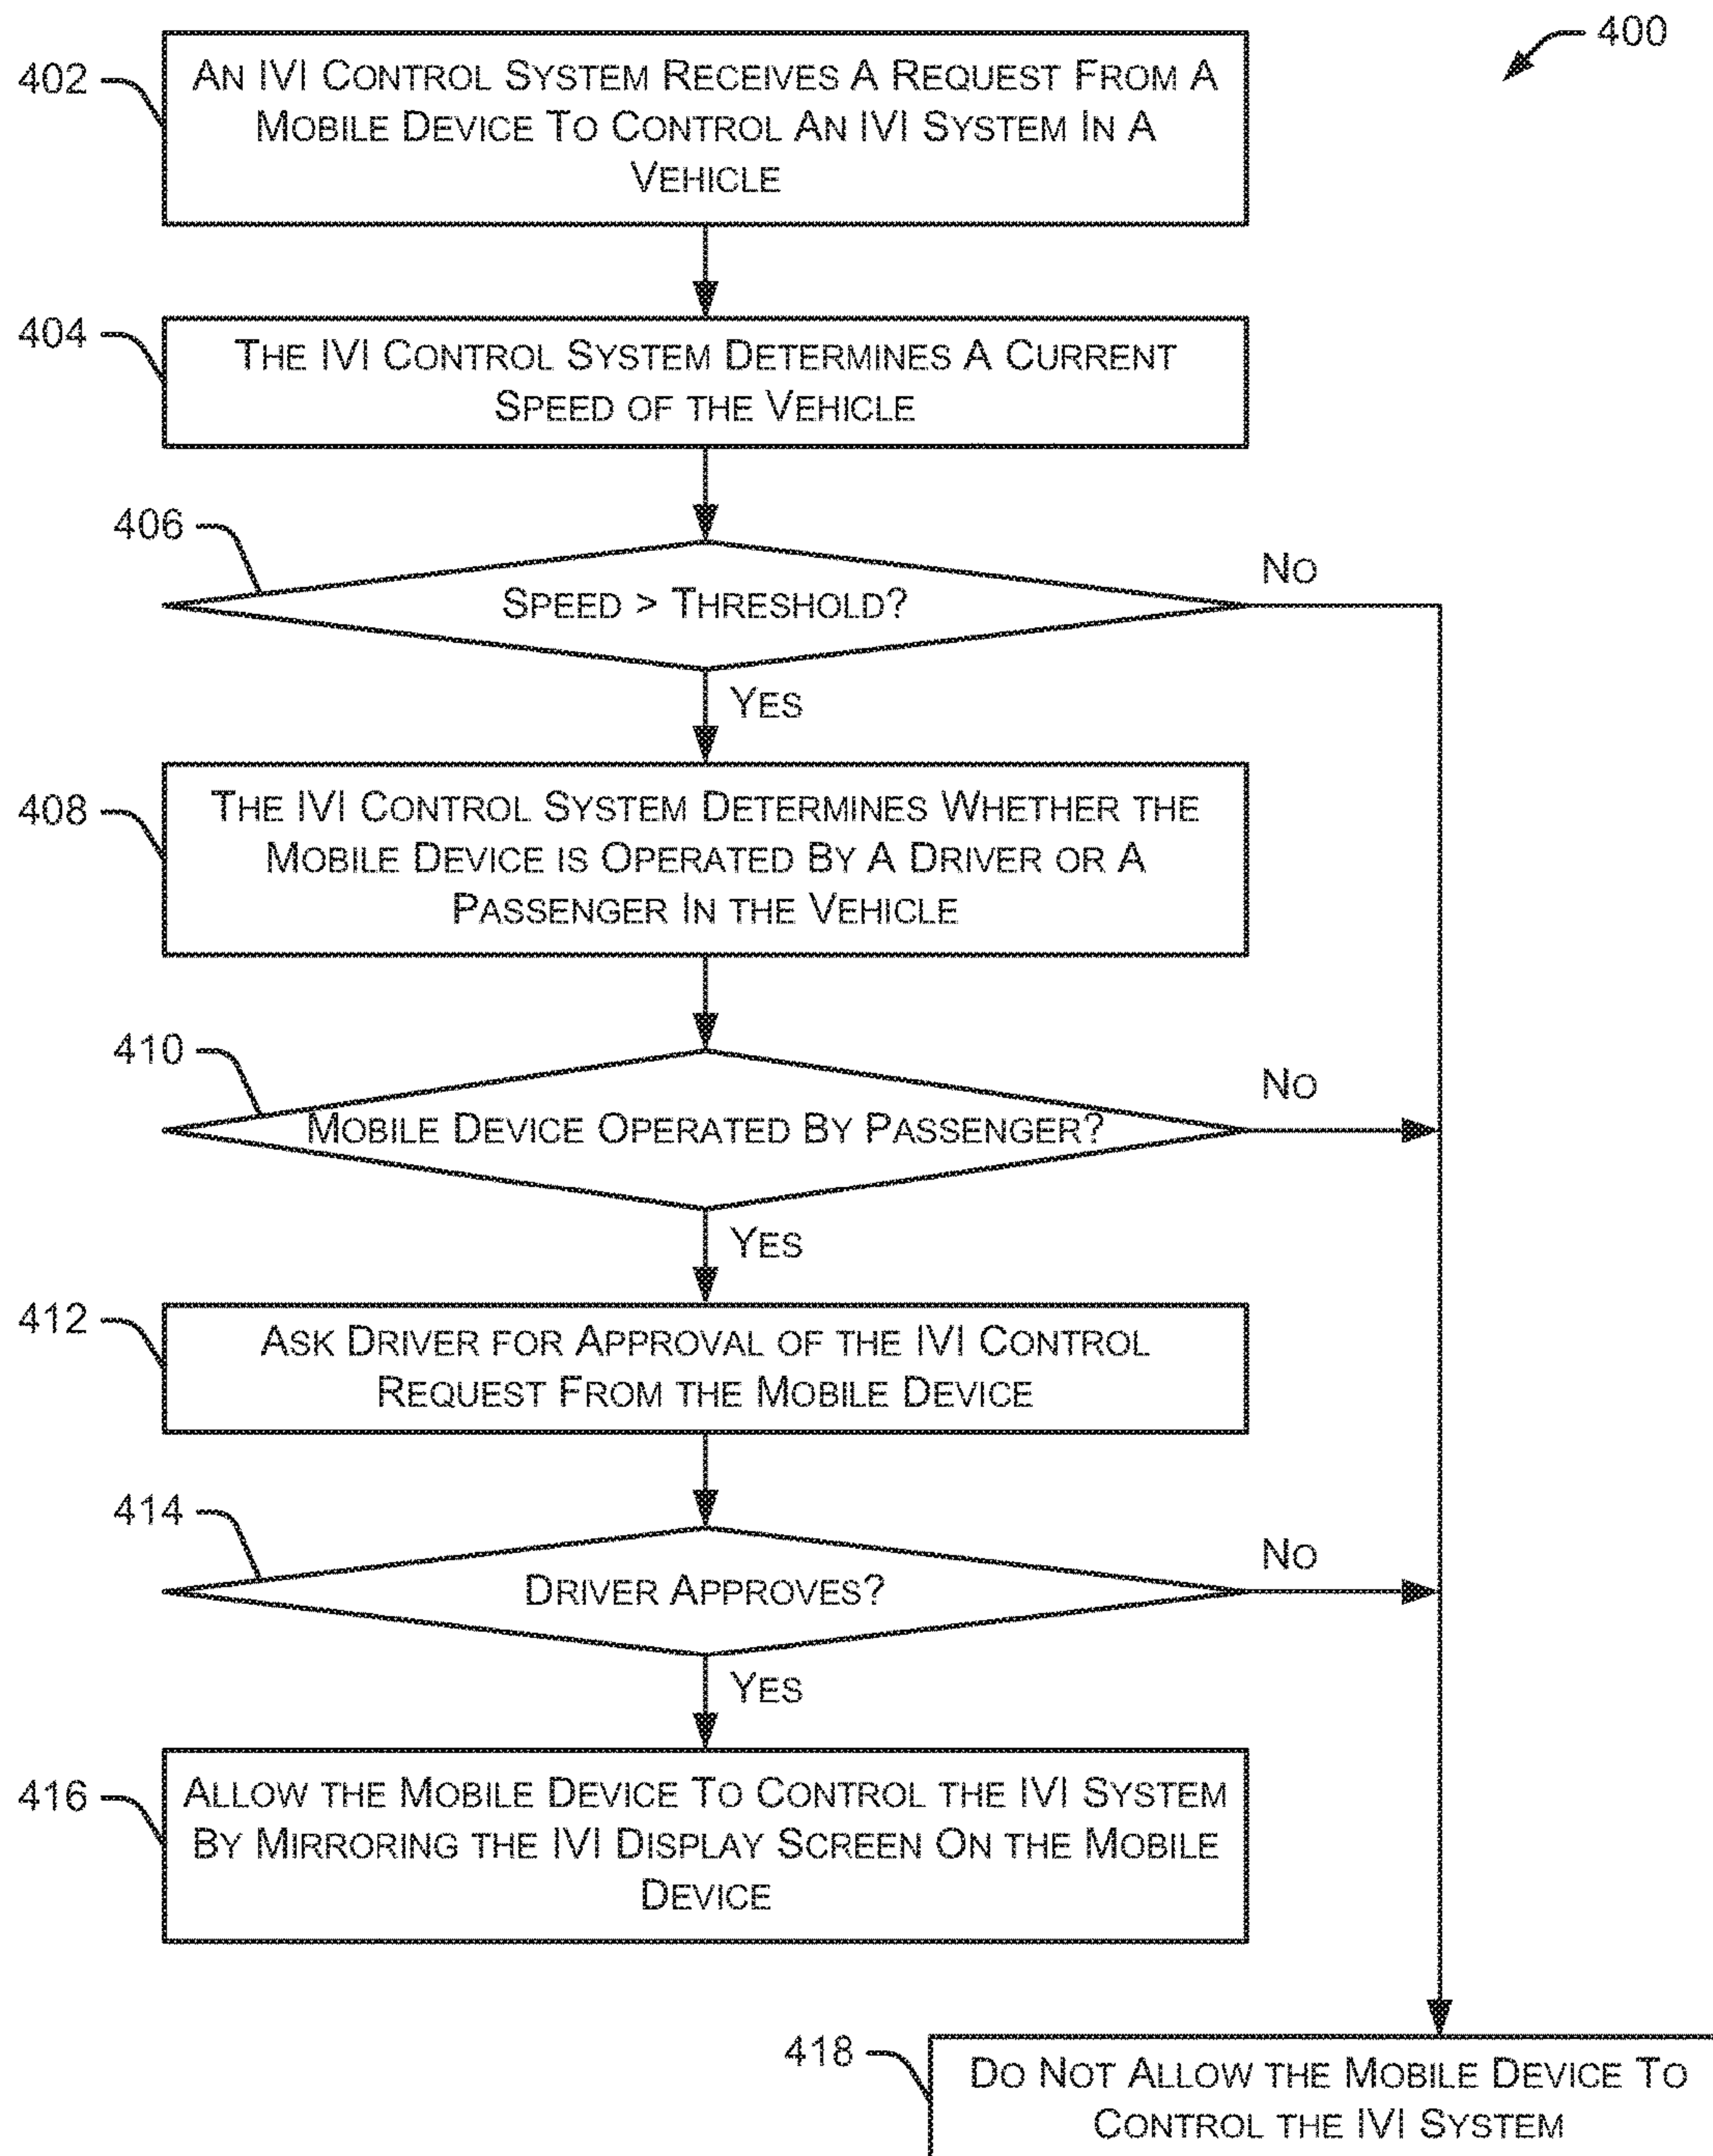 400
402
AN IVI CONTROL SYSTEM RECEIVES A REQUEST FROM A
MOBILE DEVICE TO CONTROL AN IVI SYSTEM IN A
VEHICLE
404
THE IVI CONTROL SYSTEM DETERMINES A CURRENT
SPEED OF THE VEHICLE
406
SPEED > THRESHOLD?
NO
YES
408
THE IVI CONTROL SYSTEM DETERMINES WHETHER THE
MOBILE DEVICE IS OPERATED BY A DRIVER OR A
PASSENGER IN THE VEHICLE
410
MOBILE DEVICE OPERATED BY PASSENGER?
NO
YES
412
ASK DRIVER FOR APPROVAL OF THE IVI CONTROL
REQUEST FROM THE MOBILE DEVICE
414
DRIVER APPROVES?
NO
YES
416
ALLOW THE MOBILE DEVICE TO CONTROL THE IVI SYSTEM
BY MIRRORING THE IVI DISPLAY SCREEN ON THE MOBILE
DEVICE
418
DO NOT ALLOW THE MOBILE DEVICE TO
CONTROL THE IVI SYSTEM